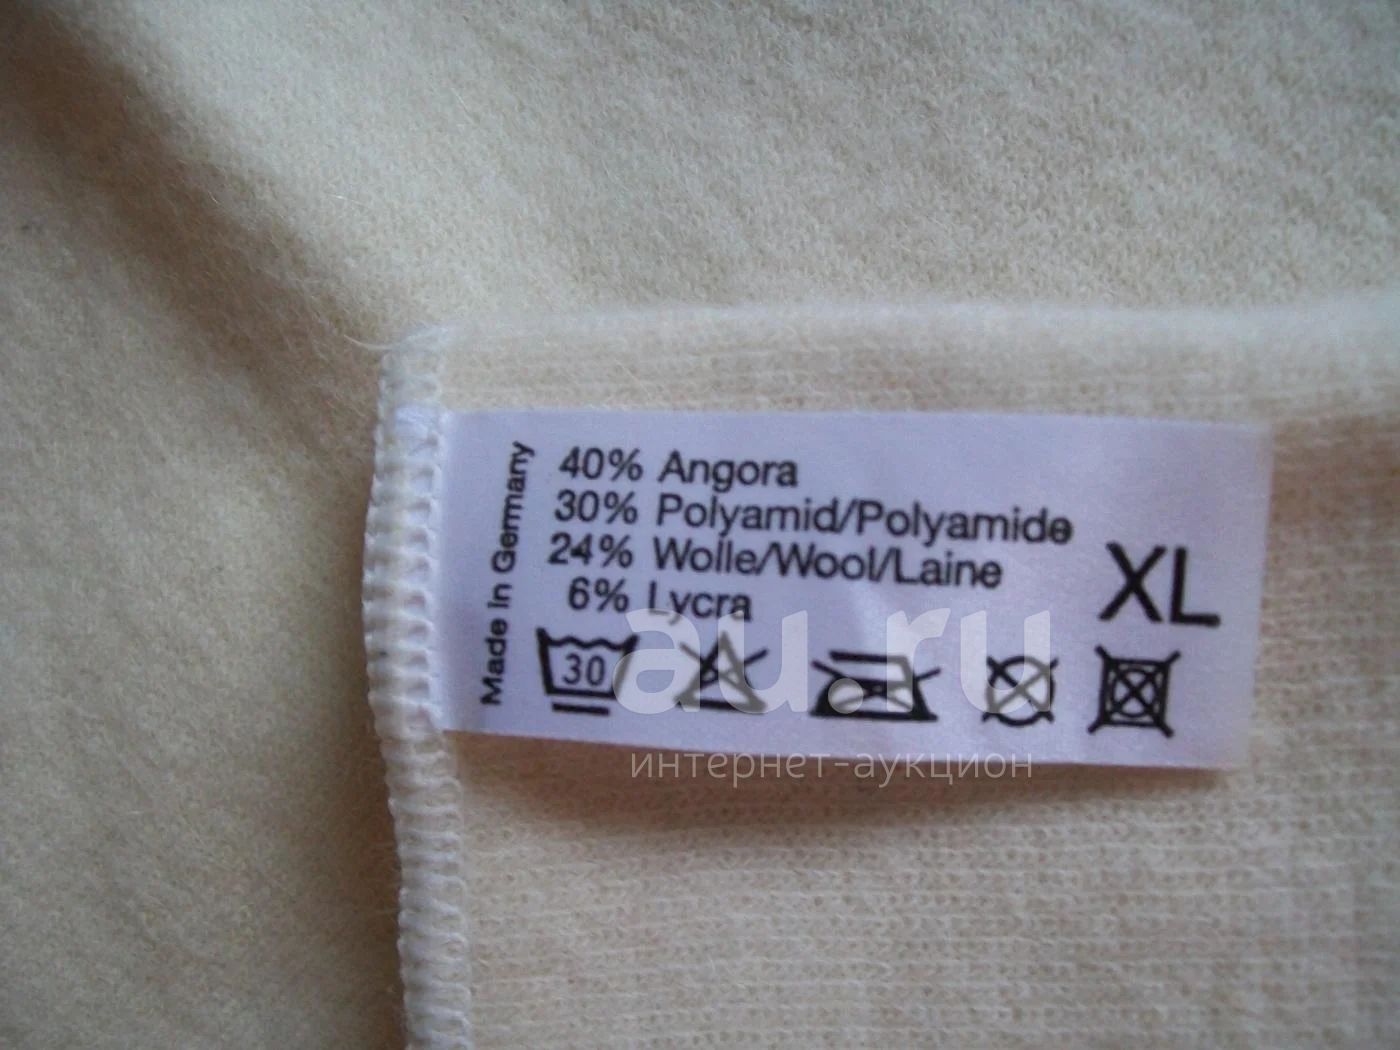 Made in Germany
40% Angora
30% Polyamid/Polyamide
24% Wolle/Wool/Laine
6% Lycra
XL
30
au.ru
интернет-аукцион